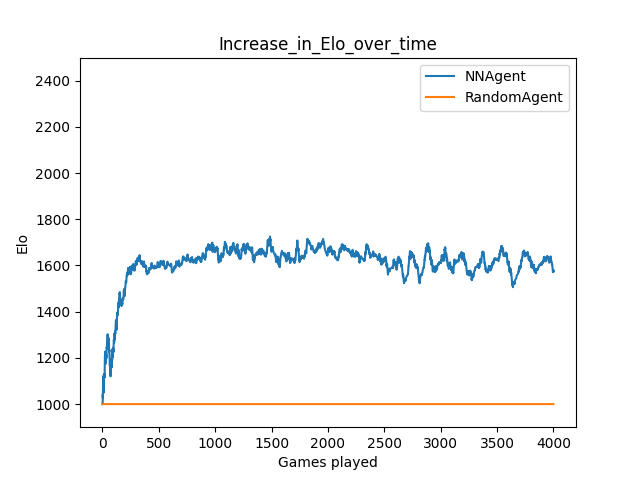 Increase_in_Elo_over_time
NNAgent
RandomAgent
2400
2200
2000
1800
1600
1400
1200
1000
Elo
0 500 1000 1500 2000 2500 3000 3500 4000
Games played